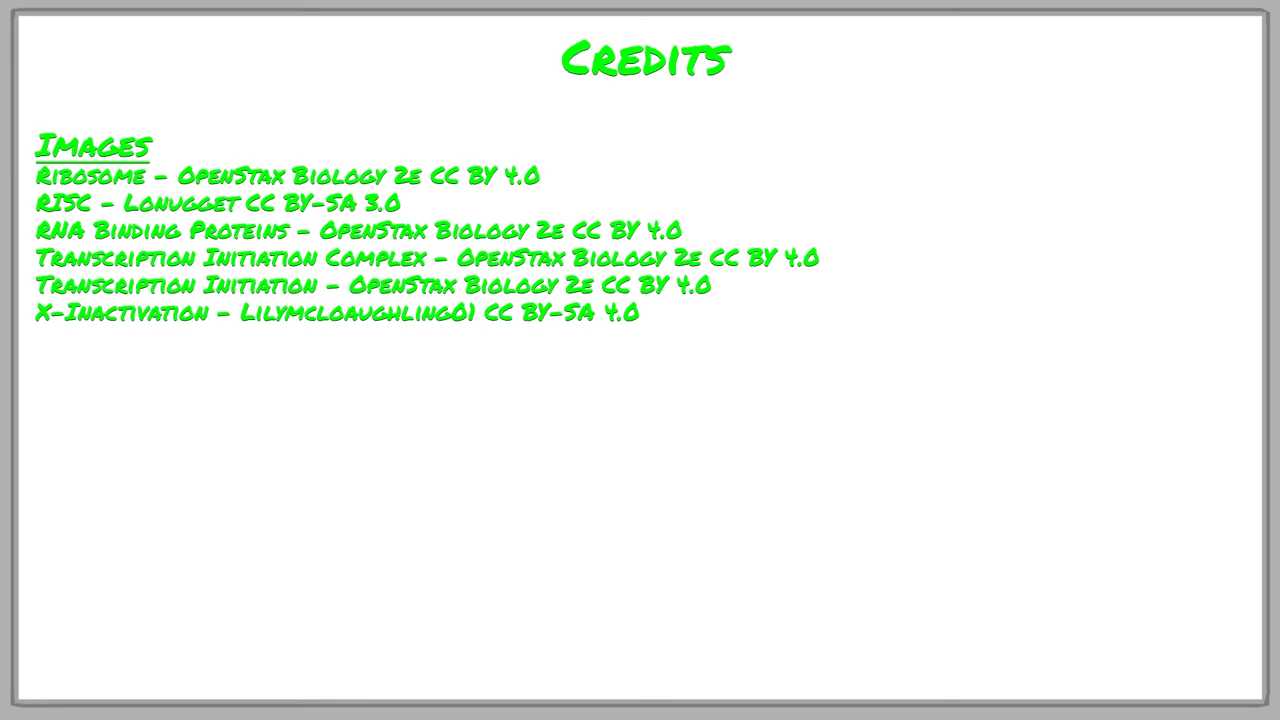 Credits
Images
Ribosome - OpenStax Biology 2e CC BY 4.0
RISC - Lonugget CC BY-SA 3.0
RNA Binding Proteins - OpenStax Biology 2e CC BY 4.0
Transcription Initiation Complex - OpenStax Biology 2e CC BY 4.0
Transcription Initiation - OpenStax Biology 2e CC BY 4.0
X-Inactivation - Lilymcloaughling01 CC BY-SA 4.0